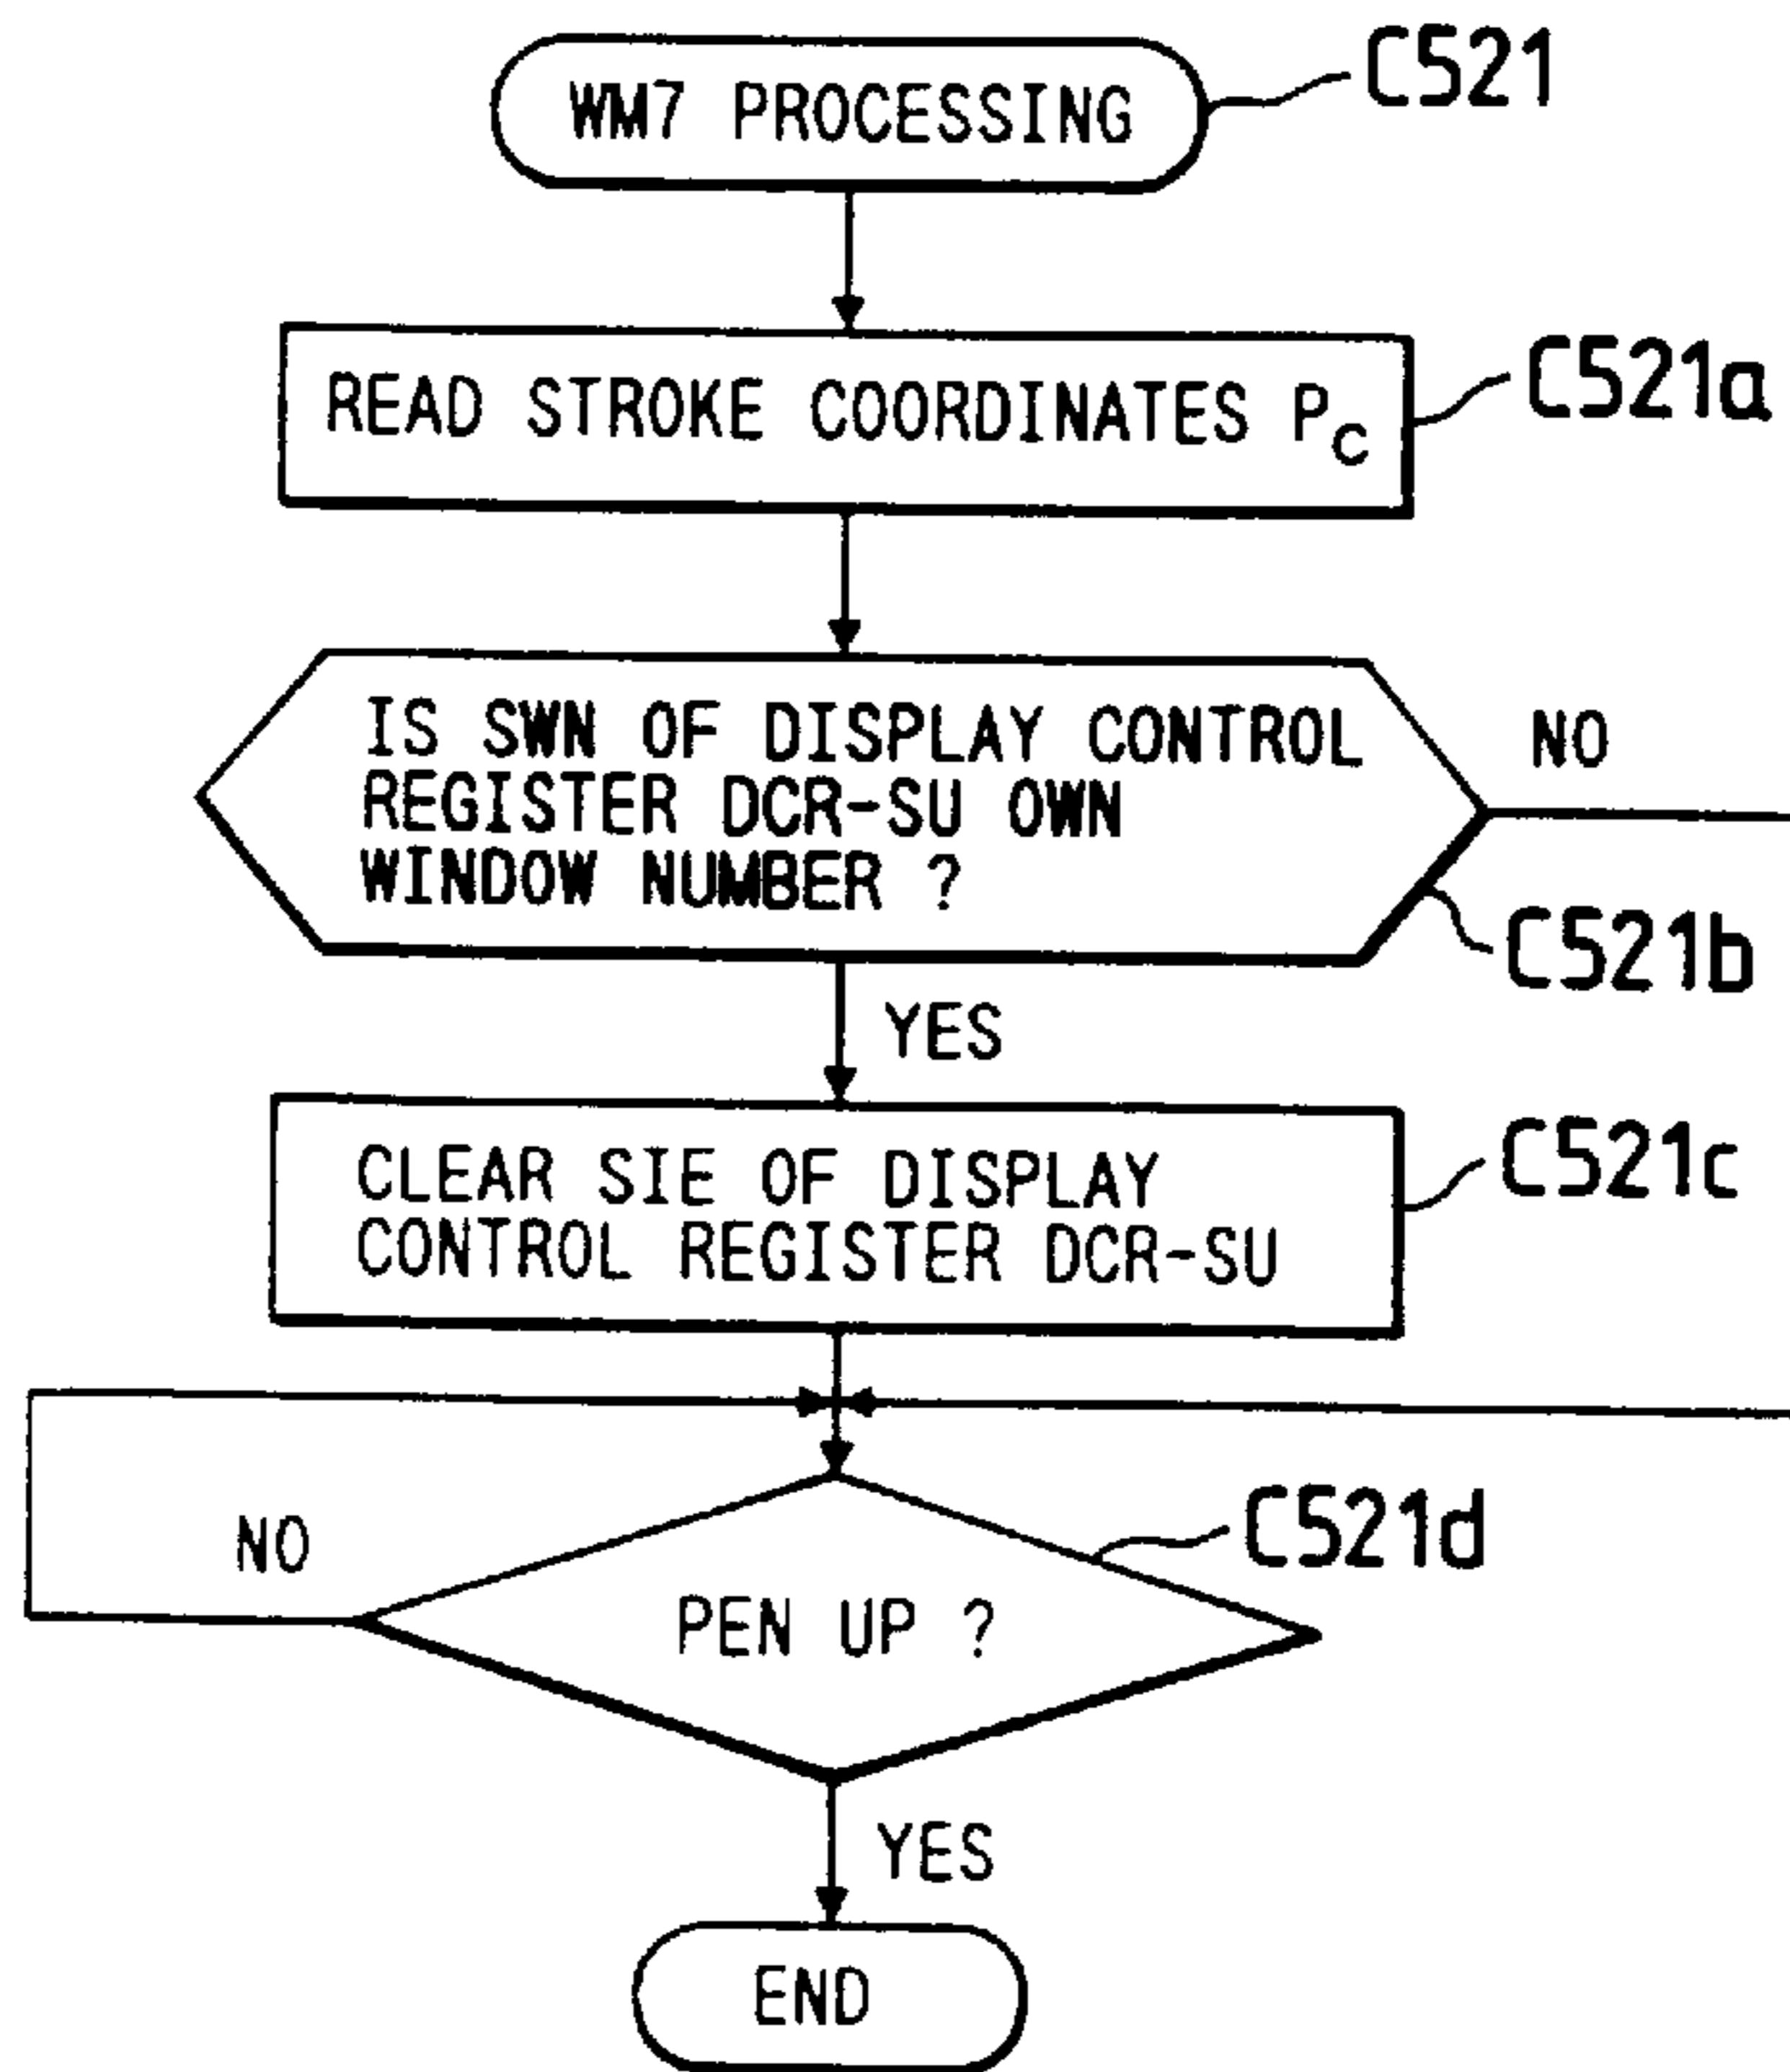 WM7 PROCESSING
C521
READ STROKE COORDINATES PC
C521a
IS SWN OF DISPLAY CONTROL
REGISTER DCR-SU OWN
WINDOW NUMBER ?
NO
C521b
YES
CLEAR SIE OF DISPLAY
CONTROL REGISTER DCR-SU
C521c
NO
C521d
PEN UP ?
YES
END